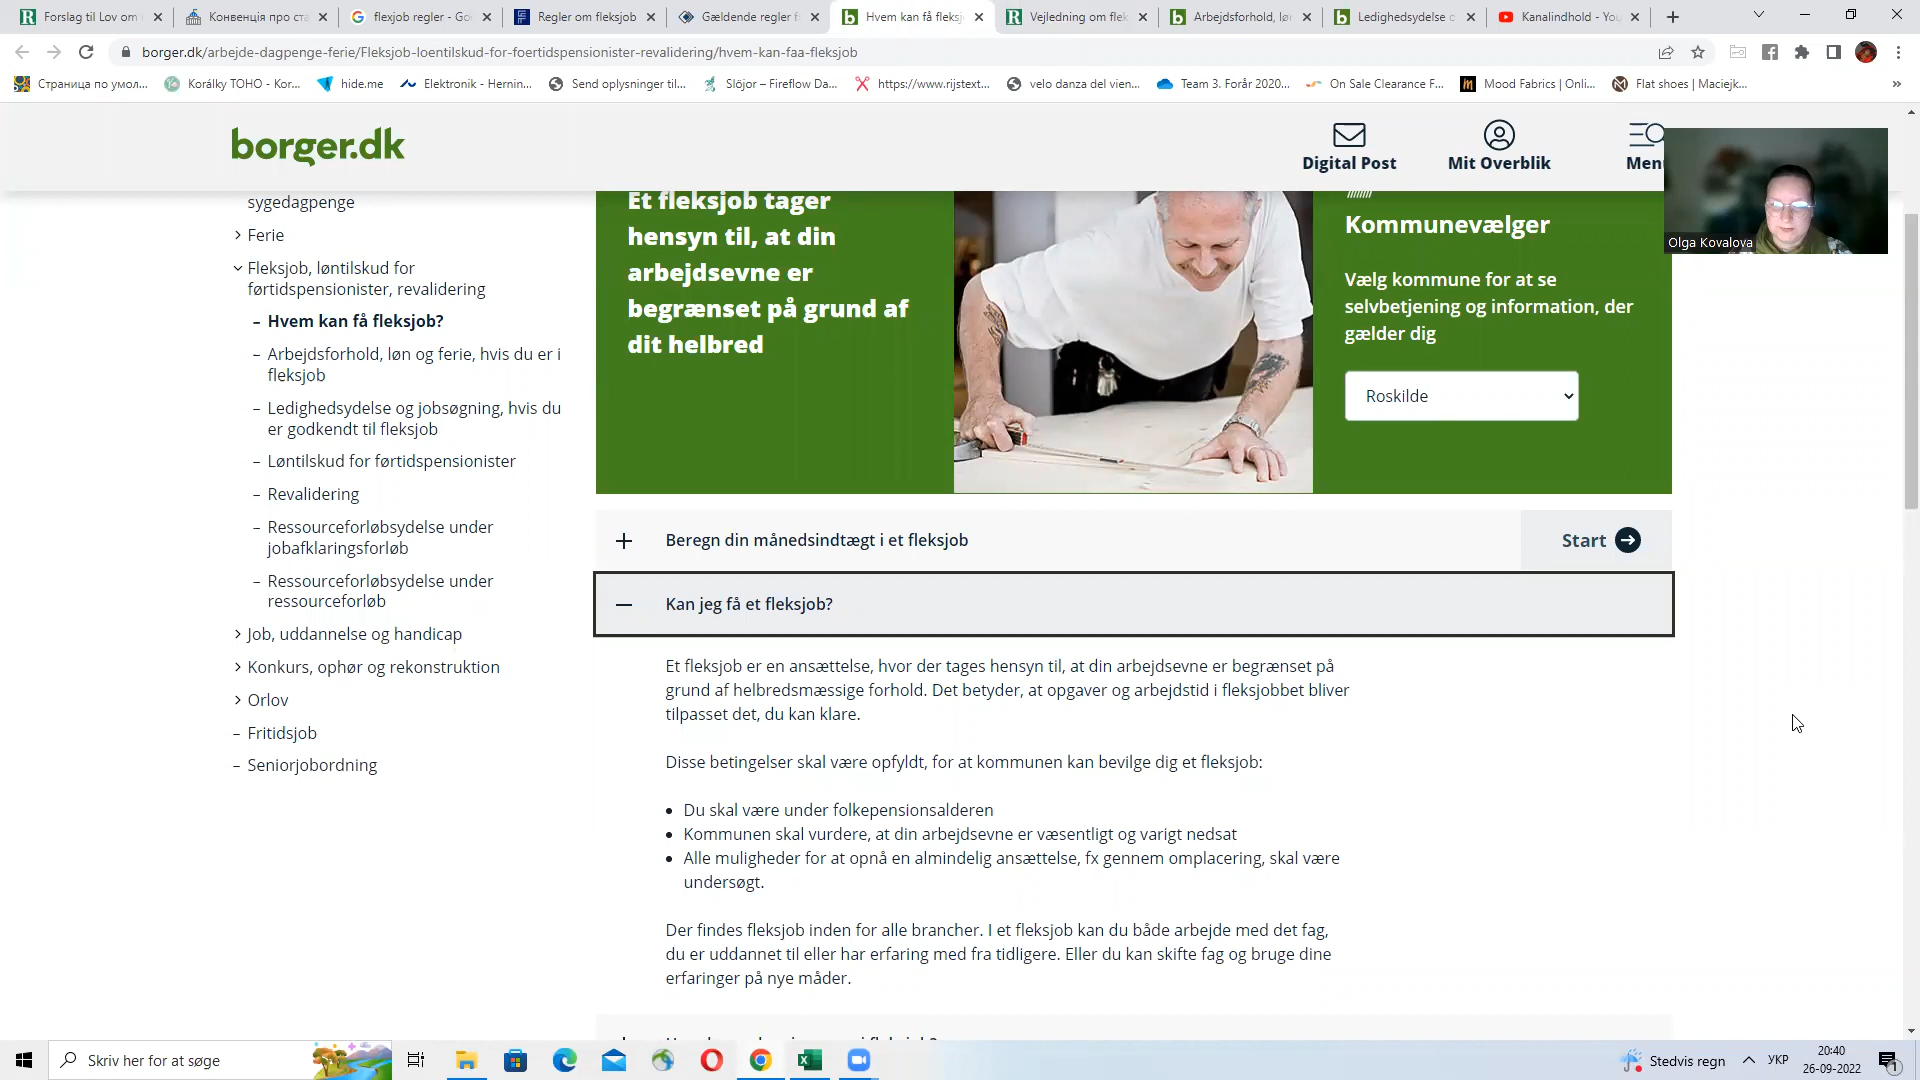 Forslag til Lov om
Конвенція про ста
flexjob regler - Go
Regler om fleksjob
Gældende regler f
Hvem kan få fleksj
Vejledning om flek
Arbejdsforhold, lø
Ledighedsydelse o
Kanalindhold - You
borger.dk/arbejde-dagpenge-ferie/Fleksjob-loentilskud-for-foertidspensionister-revalidering/hvem-kan-faa-fleksjob
Страница по умол...
Korálky TOHO - Kor...
hide.me
Elektronik - Hernin...
Send oplysninger til...
Slöjor – Fireflow Da...
https://www.rijstext...
velo danza del vien...
Team 3. Forår 2020...
On Sale Clearance F...
Mood Fabrics | Onli...
Flat shoes | Maciejk...
borger.dk
Digital Post
Mit Overblik
Menu
Olga Kovalova
sygedagpenge
Ferie
Fleksjob, løntilskud for
førtidspensionister, revalidering
– Hvem kan få fleksjob?
– Arbejdsforhold, løn og ferie, hvis du er i
fleksjob
– Ledighedsydelse og jobsøgning, hvis du
er godkendt til fleksjob
– Løntilskud for førtidspensionister
– Revalidering
– Ressourceforløbsydelse under
jobafklaringsforløb
– Ressourceforløbsydelse under
ressourceforløb
Job, uddannelse og handicap
Konkurs, ophør og rekonstruktion
Orlov
– Fritidsjob
– Seniorjobordning
Et fleksjob tager
hensyn til, at din
arbejdsevne er
begrænset på grund af
dit helbred
Kommunevælger
Vælg kommune for at se
selvbetjening og information, der
gælder dig
Roskilde
Beregn din månedsindtægt i et fleksjob
Start
Kan jeg få et fleksjob?
Et fleksjob er en ansættelse, hvor der tages hensyn til, at din arbejdsevne er begrænset på
grund af helbredsmæssige forhold. Det betyder, at opgaver og arbejdstid i fleksjobbet bliver
tilpasset det, du kan klare.
Disse betingelser skal være opfyldt, for at kommunen kan bevilge dig et fleksjob:
• Du skal være under folkepensionsalderen
• Kommunen skal vurdere, at din arbejdsevne er væsentligt og varigt nedsat
• Alle muligheder for at opnå en almindelig ansættelse, fx gennem omplacering, skal være
undersøgt.
Der findes fleksjob inden for alle brancher. I et fleksjob kan du både arbejde med det fag,
du er uddannet til eller har erfaring med fra tidligere. Eller du kan skifte fag og bruge dine
erfaringer på nye måder.
Skriv her for at søge
Stedvis regn
УКР
20:40
26-09-2022
1